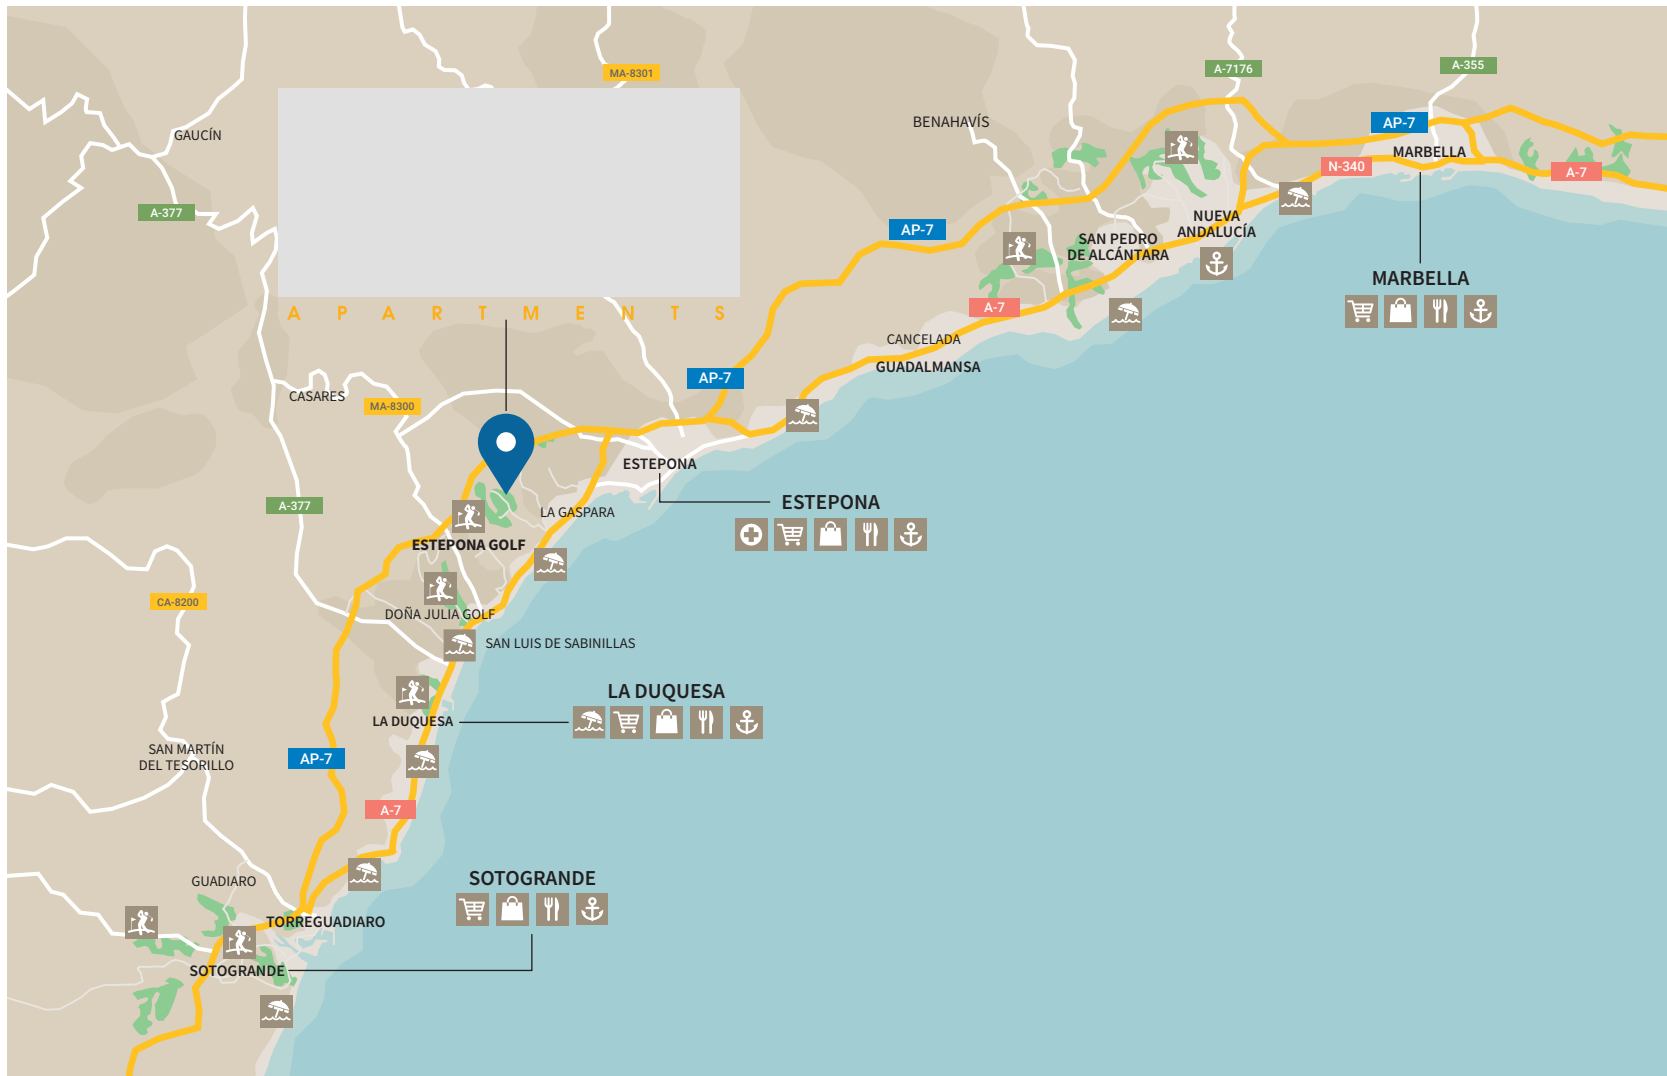 MA-8301
A-7176
A-355
AP-7
GAUCÍN
BENAHAVÍS
MARBELLA
N-340
A-7
A-377
NUEVA
ANDALUCÍA
AP-7
SAN PEDRO
DE ALCÁNTARA
MARBELLA
A-7
APARTMENTS
CANCELADA
GUADALMANSA
AP-7
CASARES
MA-8300
ESTEPONA
ESTEPONA
A-377
LA GASPARA
ESTEPONA GOLF
CA-8200
DOÑA JULIA GOLF
SAN LUIS DE SABINILLAS
LA DUQUESA
LA DUQUESA
SAN MARTÍN
DEL TESORILLO
AP-7
A-7
GUADIARO
SOTOGRANDE
TORREGUADIARO
SOTOGRANDE